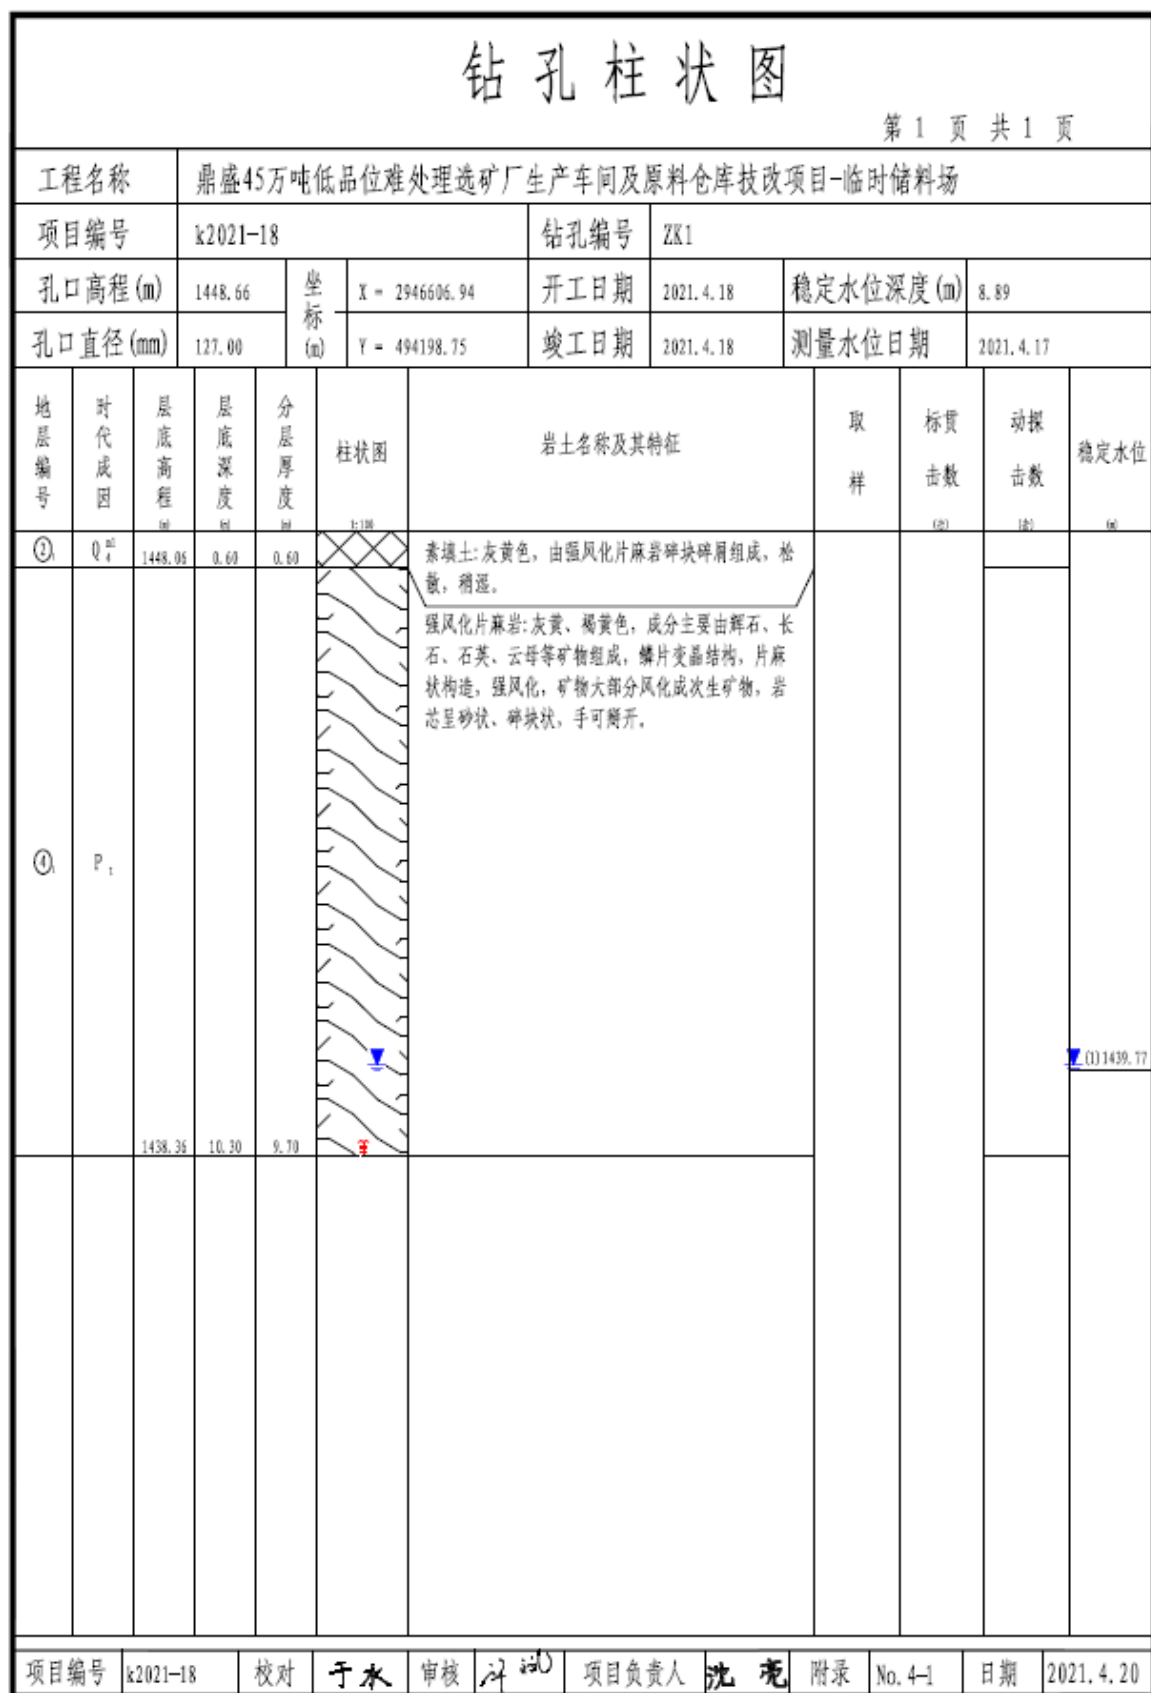 钻孔柱状图
第 1 页 共 1 页
工程名称 鼎盛45万吨低品位难处理选矿厂生产车间及原料仓库技改项目-临时储料场
项目编号 k2021-18 钻孔编号 ZK1
孔口高程(m) 1448.66 坐标(m) X = 2946606.94 开工日期 2021.4.18 稳定水位深度(m) 8.89
孔口直径(mm) 127.00 Y = 494198.75 竣工日期 2021.4.18 测量水位日期 2021.4.17
地层编号 时代成因 层底高程(m) 层底深度(m) 分层厚度(m) 柱状图 1:100 岩土名称及其特征 取样 标贯击数(击) 动探击数(击) 稳定水位(m)
②₁ Q₄ᵐˡ 1448.06 0.60 0.60 素填土:灰黄色，由强风化片麻岩碎块碎屑组成，松
散，稍湿。
强风化片麻岩:灰黄、褐黄色，成分主要由辉石、长
石、石英、云母等矿物组成，鳞片变晶结构，片麻
状构造，强风化，矿物大部分风化成次生矿物，岩
芯呈砂状、碎块状，手可掰开。
④₁ Pₜ
(1)1439.77
1438.36 10.30 9.70
项目编号 k2021-18 校对 于水 审核 项目负责人 沈亮 附录 No.4-1 日期 2021.4.20